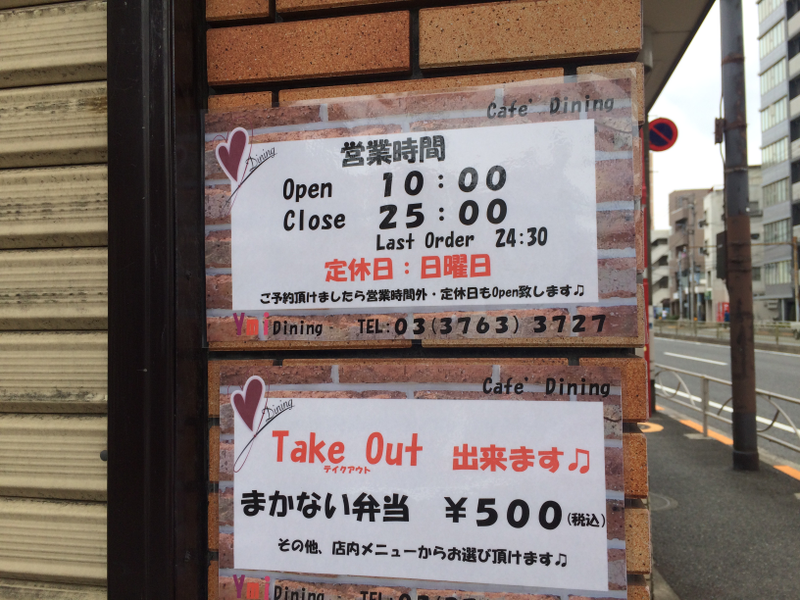 Cafe' Dining
Dining
営業時間
Open 10:00
Close 25:00
Last Order 24:30
定休日:日曜日
ご予約頂けましたら営業時間外・定休日もOpen致します♫
Ymi Dining TEL:03(3763)3727
Cafe' Dining
Dining
Take Out 出来ます♫
テイクアウト
まかない弁当 ¥500(税込)
その他、店内メニューからお選び頂けます♫
Ymi Dining TEL:03(3763)